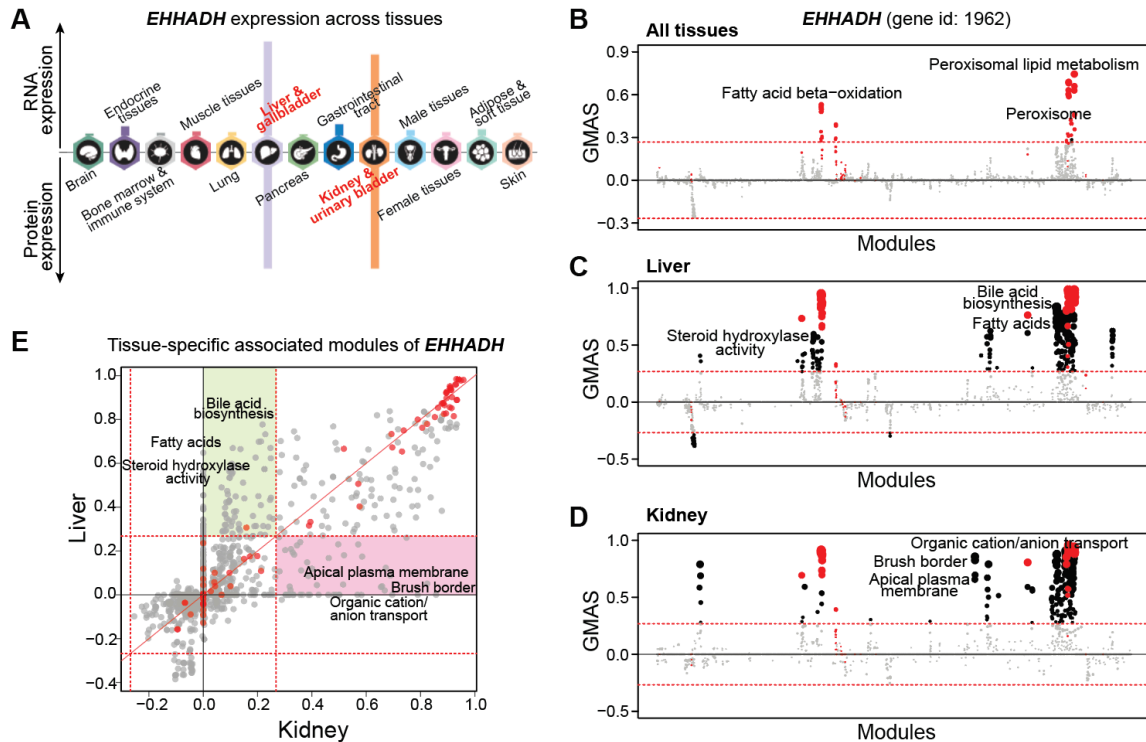 A
EHHADH expression across tissues
RNA
expression
Protein
expression
Endocrine
tissues
Muscle tissues
Liver &
gallbladder
Gastrointestinal
tract
Male tissues
Adipose &
soft tissue
Brain
Bone marrow &
immune system
Lung
Pancreas
Kidney &
urinary bladder
Female tissues
Skin
B
EHHADH (gene id: 1962)
All tissues
GMAS
0.9
0.6
0.3
0.0
−0.3
Fatty acid beta−oxidation
Peroxisomal lipid metabolism
Peroxisome
Modules
C
Liver
GMAS
1.0
0.5
0.0
−0.5
Steroid hydroxylase
activity
Bile acid
biosynthesis
Fatty acids
D
Kidney
GMAS
1.0
0.5
0.0
−0.5
Organic cation/anion transport
Brush border
Apical plasma
membrane
Modules
E
Tissue-specific associated modules of EHHADH
Liver
1.0
0.8
0.6
0.4
0.2
0.0
−0.2
−0.4
Bile acid
biosynthesis
Fatty acids
Steroid hydroxylase
activity
Apical plasma membrane
Brush border
Organic cation/
anion transport
−0.2
0.0
0.2
0.4
0.6
0.8
1.0
Kidney